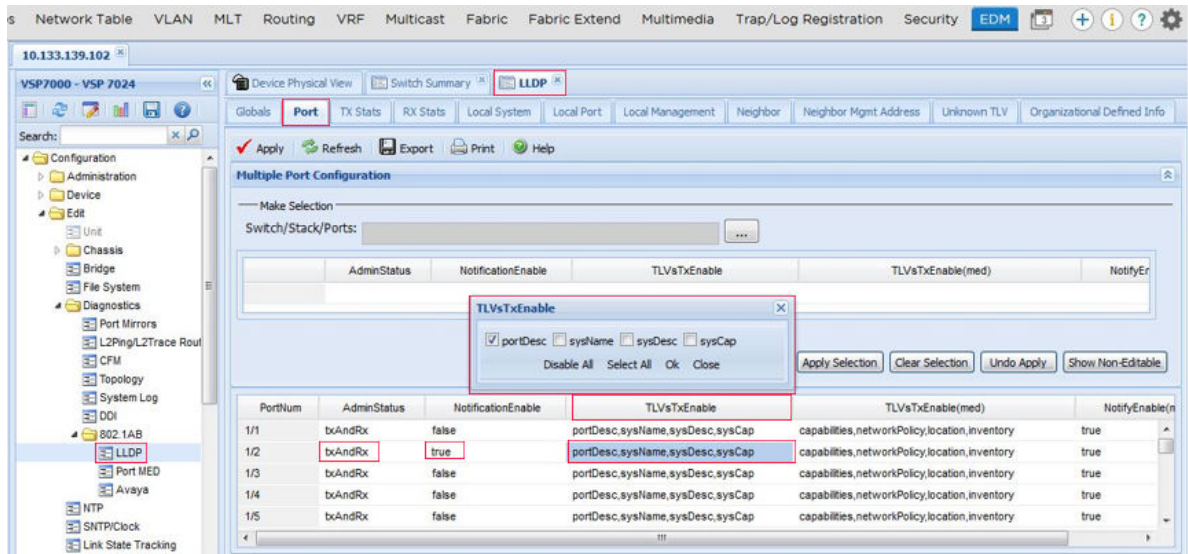 s Network Table VLAN MLT Routing VRF Multicast Fabric Fabric Extend Multimedia Trap/Log Registration Security EDM 3 + i ?
10.133.139.102
VSP7000 - VSP 7024
Search:
Configuration
Administration
Device
Edit
Unit
Chassis
Bridge
File System
Diagnostics
Port Mirrors
L2Ping/L2Trace Rout
CFM
Topology
System Log
DDI
802.1AB
LLDP
Port MED
Avaya
NTP
SNTP/Clock
Link State Tracking
Device Physical View Switch Summary LLDP
Globals Port TX Stats RX Stats Local System Local Port Local Management Neighbor Neighbor Mgmt Address Unknown TLV Organizational Defined Info
Apply Refresh Export Print Help
Multiple Port Configuration
Make Selection
Switch/Stack/Ports: ...
AdminStatus NotificationEnable TLVsTxEnable TLVsTxEnable(med) NotifyEr
TLVsTxEnable
portDesc sysName sysDesc sysCap
Disable All Select All Ok Close
Apply Selection Clear Selection Undo Apply Show Non-Editable
PortNum AdminStatus NotificationEnable TLVsTxEnable TLVsTxEnable(med) NotifyEnable(m
1/1 txAndRx false portDesc,sysName,sysDesc,sysCap capabilities,networkPolicy,location,inventory true
1/2 txAndRx true portDesc,sysName,sysDesc,sysCap capabilities,networkPolicy,location,inventory true
1/3 txAndRx false portDesc,sysName,sysDesc,sysCap capabilities,networkPolicy,location,inventory true
1/4 txAndRx false portDesc,sysName,sysDesc,sysCap capabilities,networkPolicy,location,inventory true
1/5 txAndRx false portDesc,sysName,sysDesc,sysCap capabilities,networkPolicy,location,inventory true